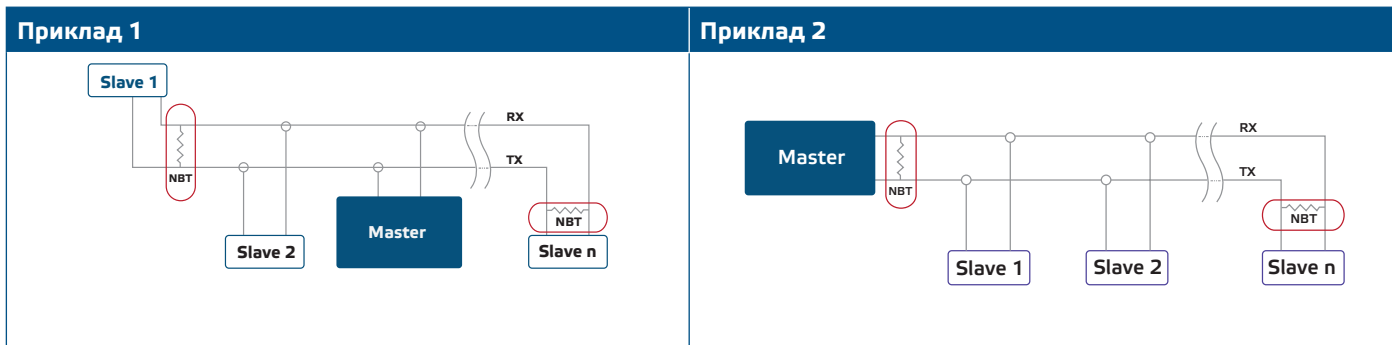 Приклад 1
Slave 1
RX
TX
NBT
Slave 2
Master
NBT
Slave n
Приклад 2
Master
RX
TX
NBT
NBT
Slave 1
Slave 2
Slave n